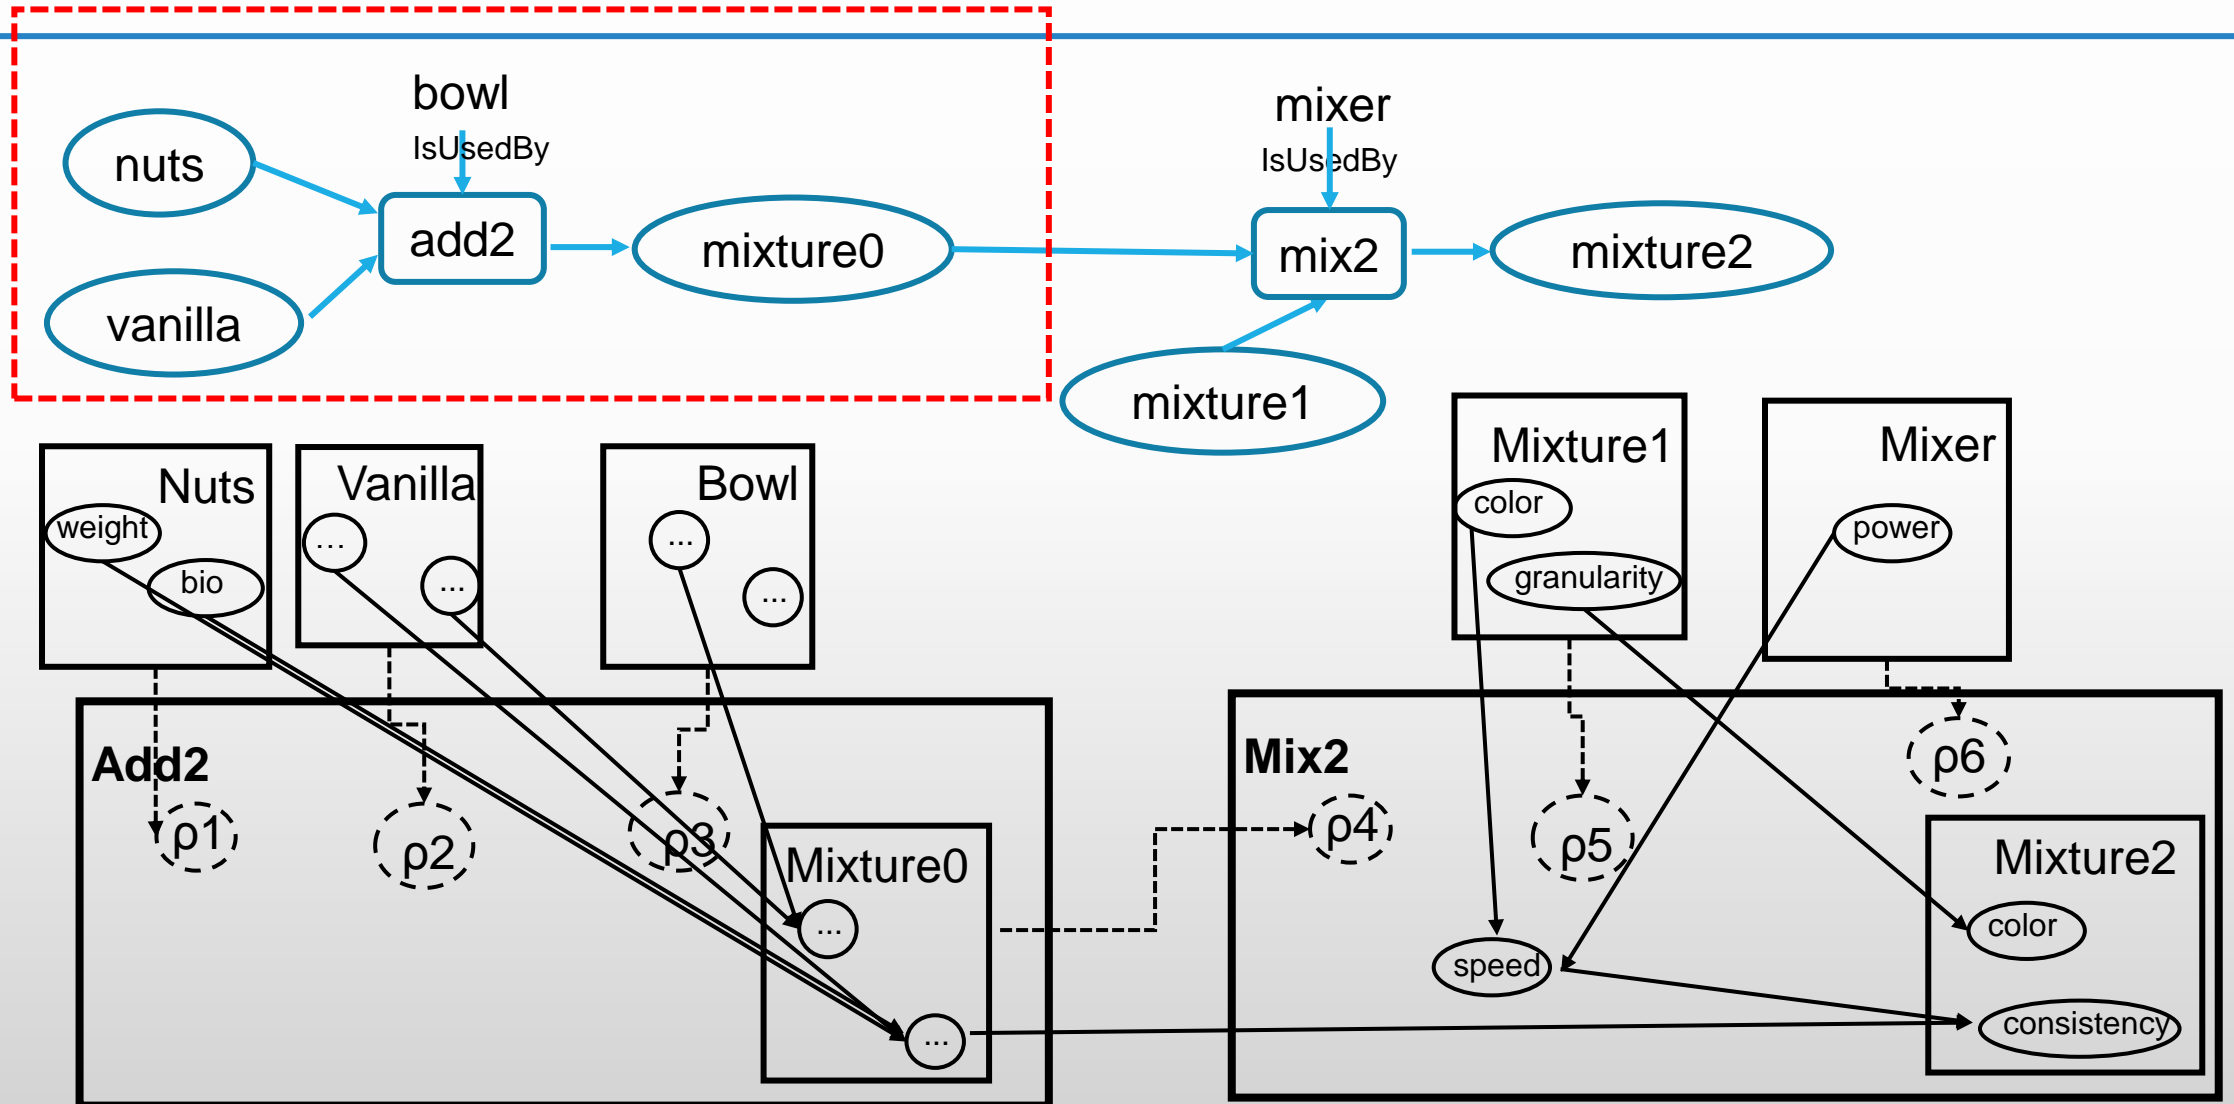 bowl
IsUsedBy
nuts
add2
mixture0
vanilla
mixer
IsUsedBy
mix2
mixture2
mixture1
Nuts
weight
bio
Vanilla
...
...
Bowl
...
...
Mixture1
color
granularity
Mixer
power
Add2
ρ1
ρ2
ρ3
Mixture0
...
...
Mix2
ρ4
ρ5
ρ6
speed
Mixture2
color
consistency